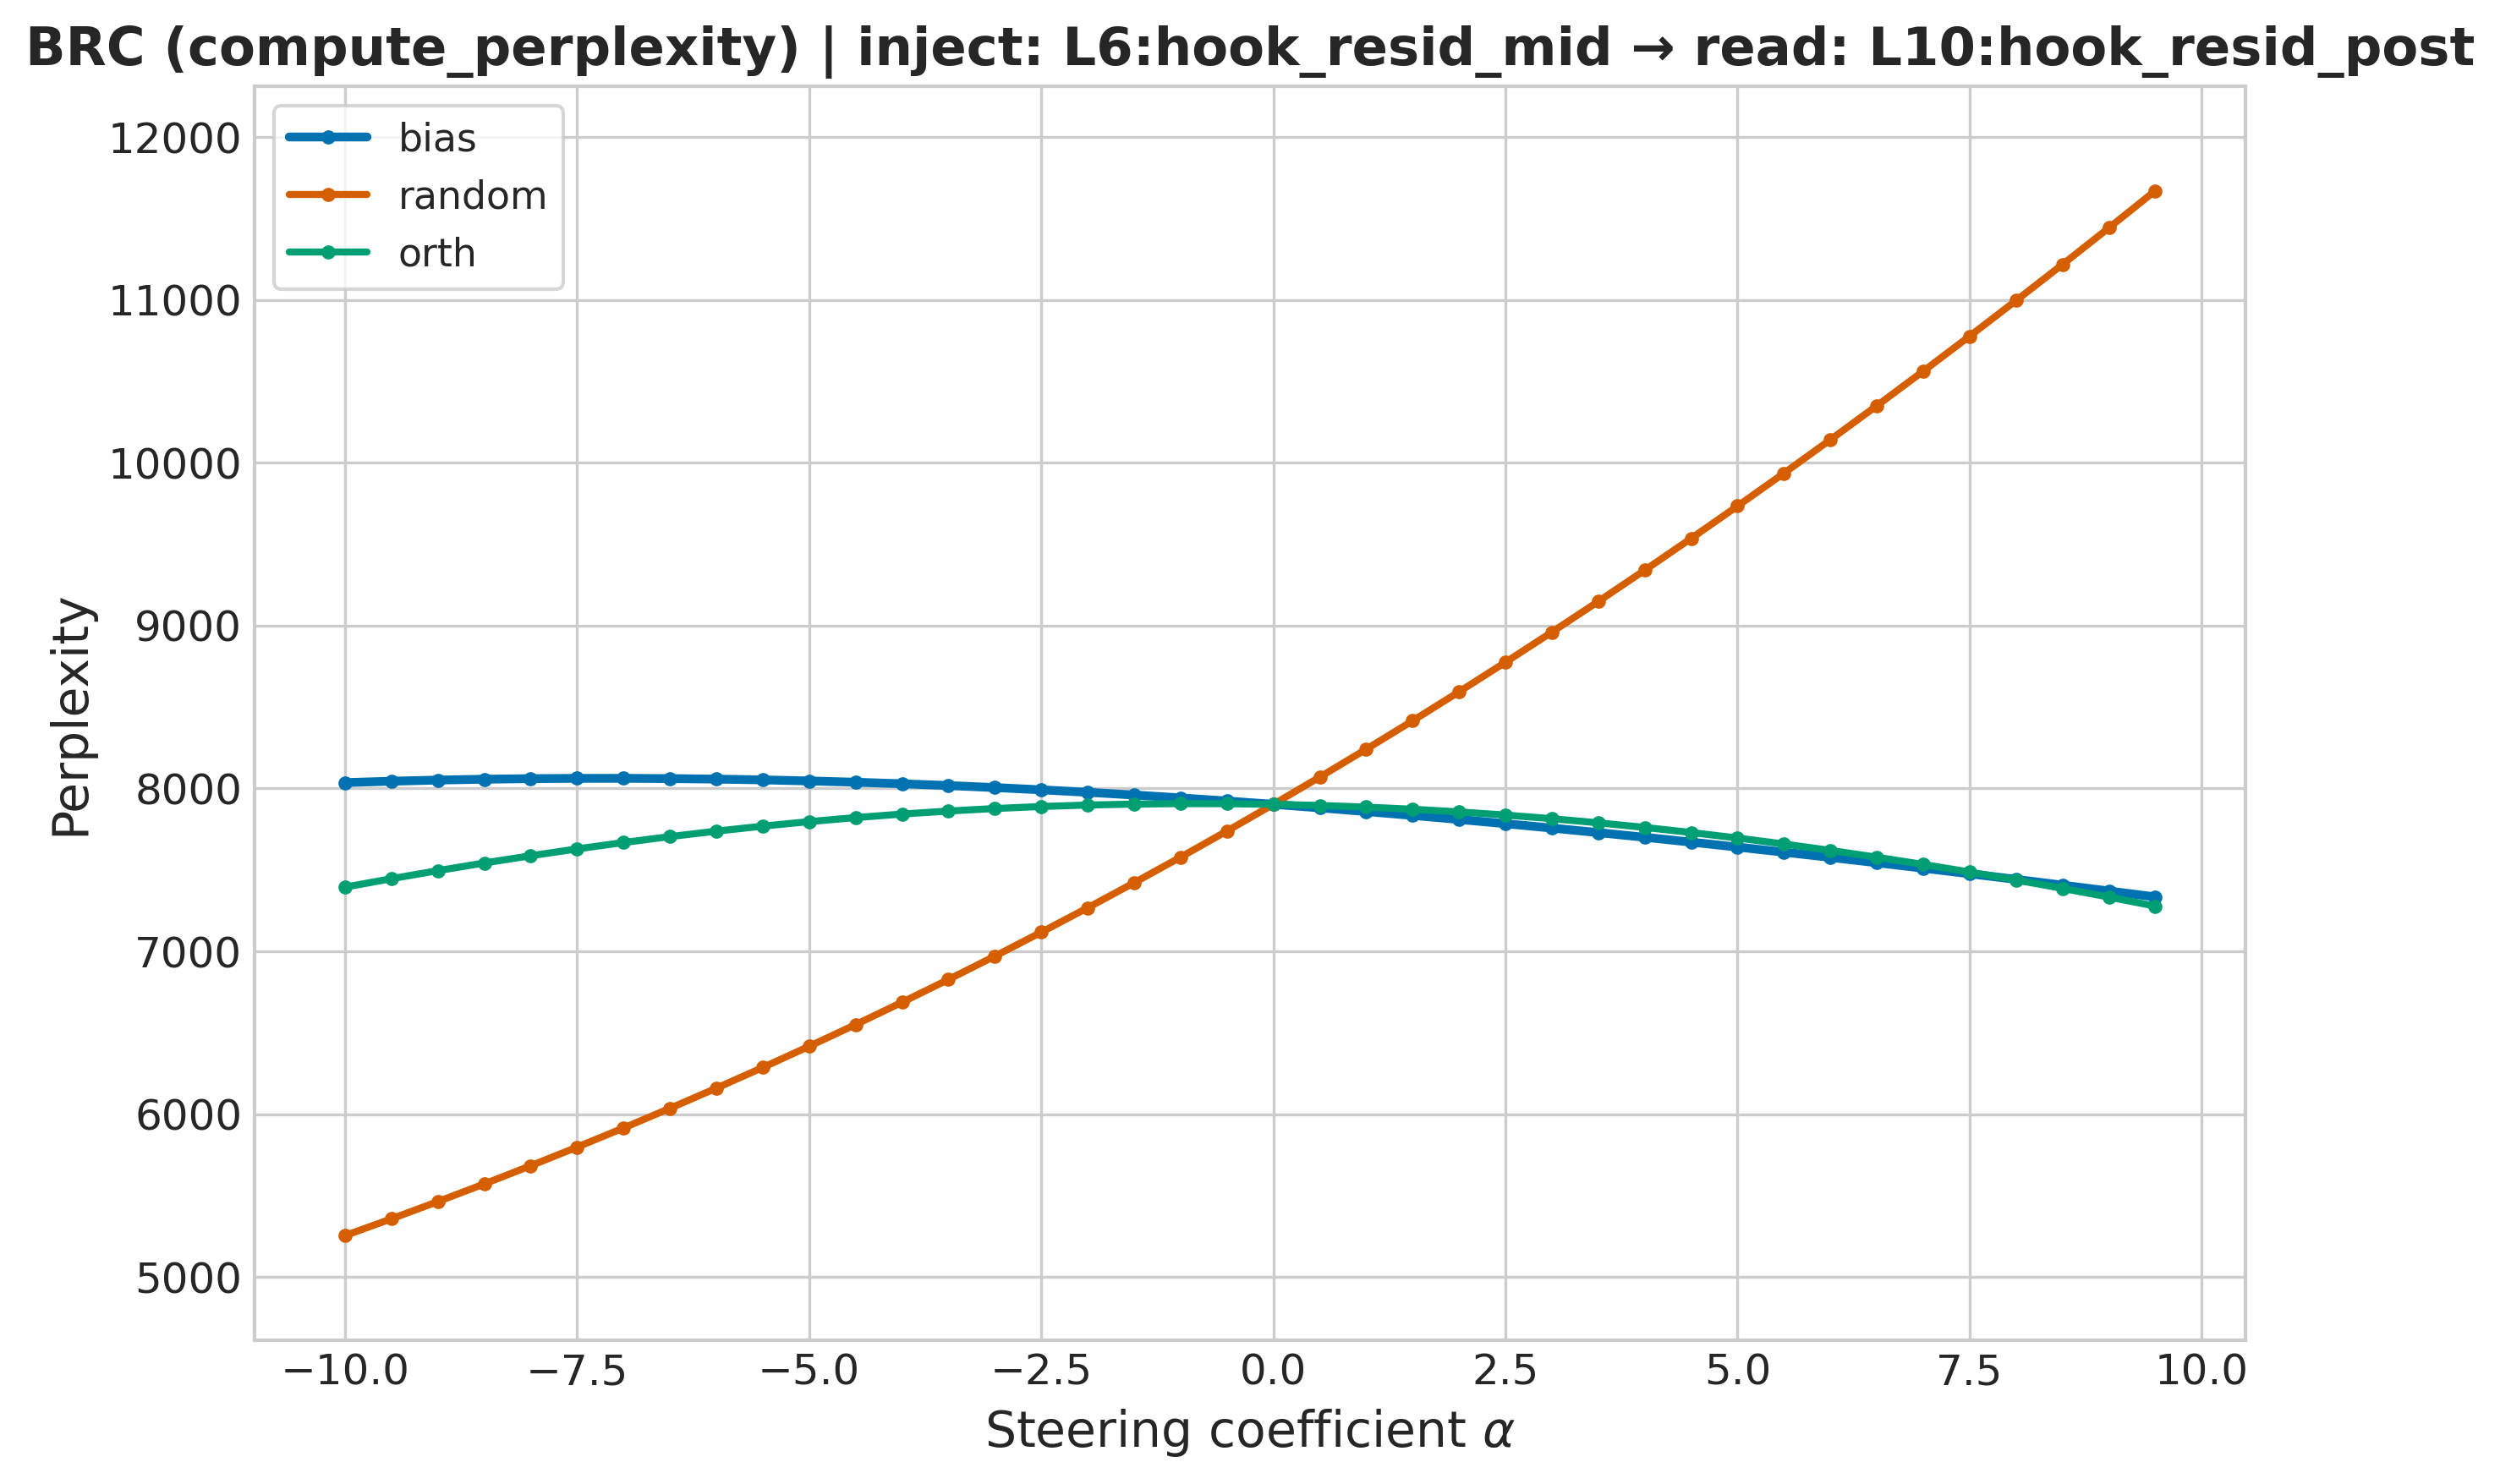 BRC (compute_perplexity) | inject: L6:hook_resid_mid → read: L10:hook_resid_post
bias
random
orth
12000
11000
10000
9000
8000
7000
6000
5000
Perplexity
−10.0 −7.5 −5.0 −2.5 0.0 2.5 5.0 7.5 10.0
Steering coefficient α